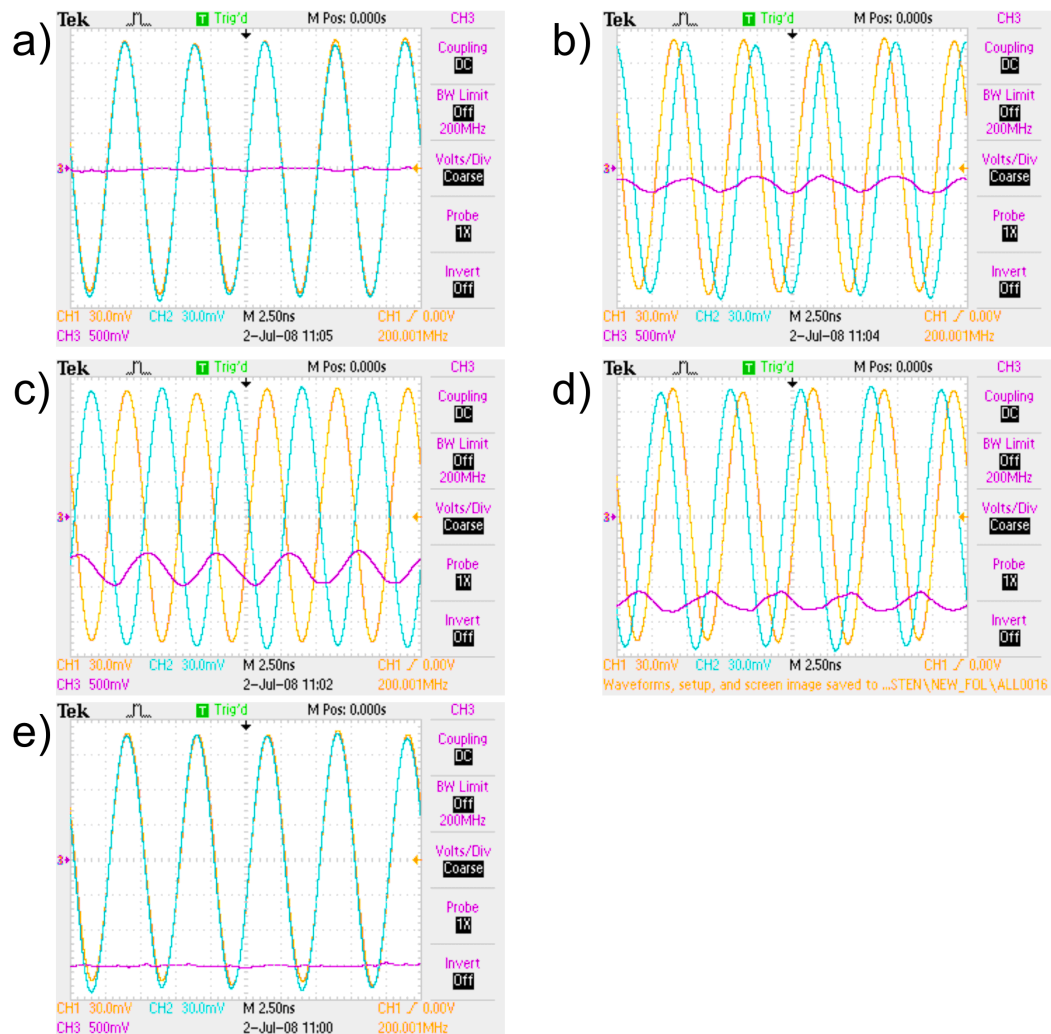 a)
Tek Trig'd M Pos: 0.000s CH3
Coupling
DC
BW Limit
Off
200MHz
Volts/Div
Coarse
Probe
1X
Invert
Off
3
CH1 30.0mV CH2 30.0mV M 2.50ns CH1 / 0.00V
CH3 500mV 2-Jul-08 11:05 200.001MHz
b)
Tek Trig'd M Pos: 0.000s CH3
Coupling
DC
BW Limit
Off
200MHz
Volts/Div
Coarse
Probe
1X
Invert
Off
3
CH1 30.0mV CH2 30.0mV M 2.50ns CH1 / 0.00V
CH3 500mV 2-Jul-08 11:04 200.001MHz
c)
Tek Trig'd M Pos: 0.000s CH3
Coupling
DC
BW Limit
Off
200MHz
Volts/Div
Coarse
Probe
1X
Invert
Off
3
CH1 30.0mV CH2 30.0mV M 2.50ns CH1 / 0.00V
CH3 500mV 2-Jul-08 11:02 200.001MHz
d)
Tek Trig'd M Pos: 0.000s CH3
Coupling
DC
BW Limit
Off
200MHz
Volts/Div
Coarse
Probe
1X
Invert
Off
3
CH1 30.0mV CH2 30.0mV M 2.50ns CH1 / 0.00V
Waveforms, setup, and screen image saved to ...STEN\NEW_FOL\ALL0016
e)
Tek Trig'd M Pos: 0.000s CH3
Coupling
DC
BW Limit
Off
200MHz
Volts/Div
Coarse
Probe
1X
Invert
Off
3
CH1 30.0mV CH2 30.0mV M 2.50ns CH1 / 0.00V
CH3 500mV 2-Jul-08 11:00 200.001MHz